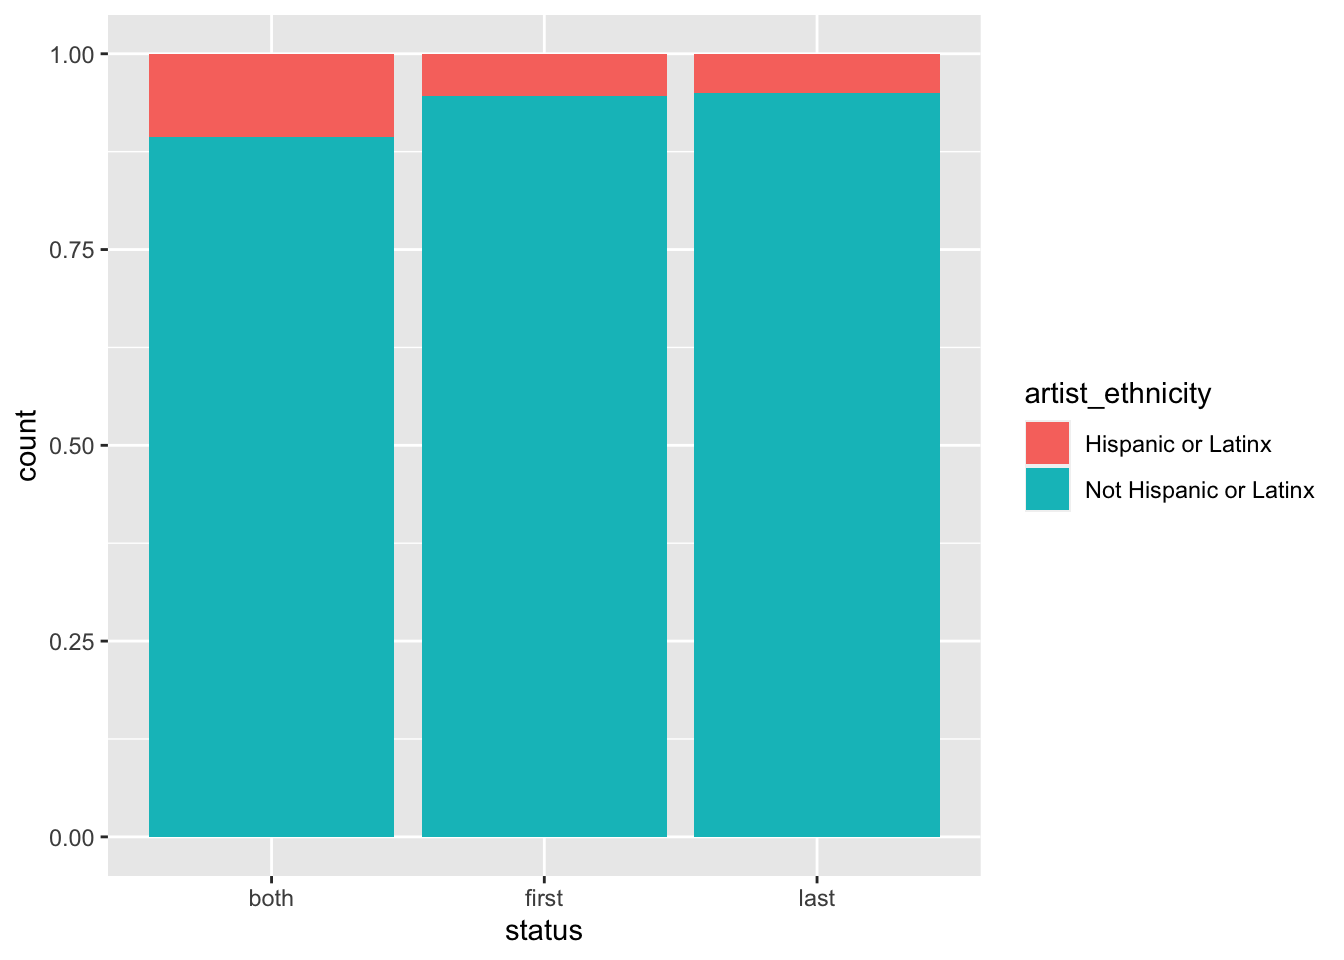 1.00
0.75
0.50
0.25
0.00
count
both
first
last
status
artist_ethnicity
Hispanic or Latinx
Not Hispanic or Latinx